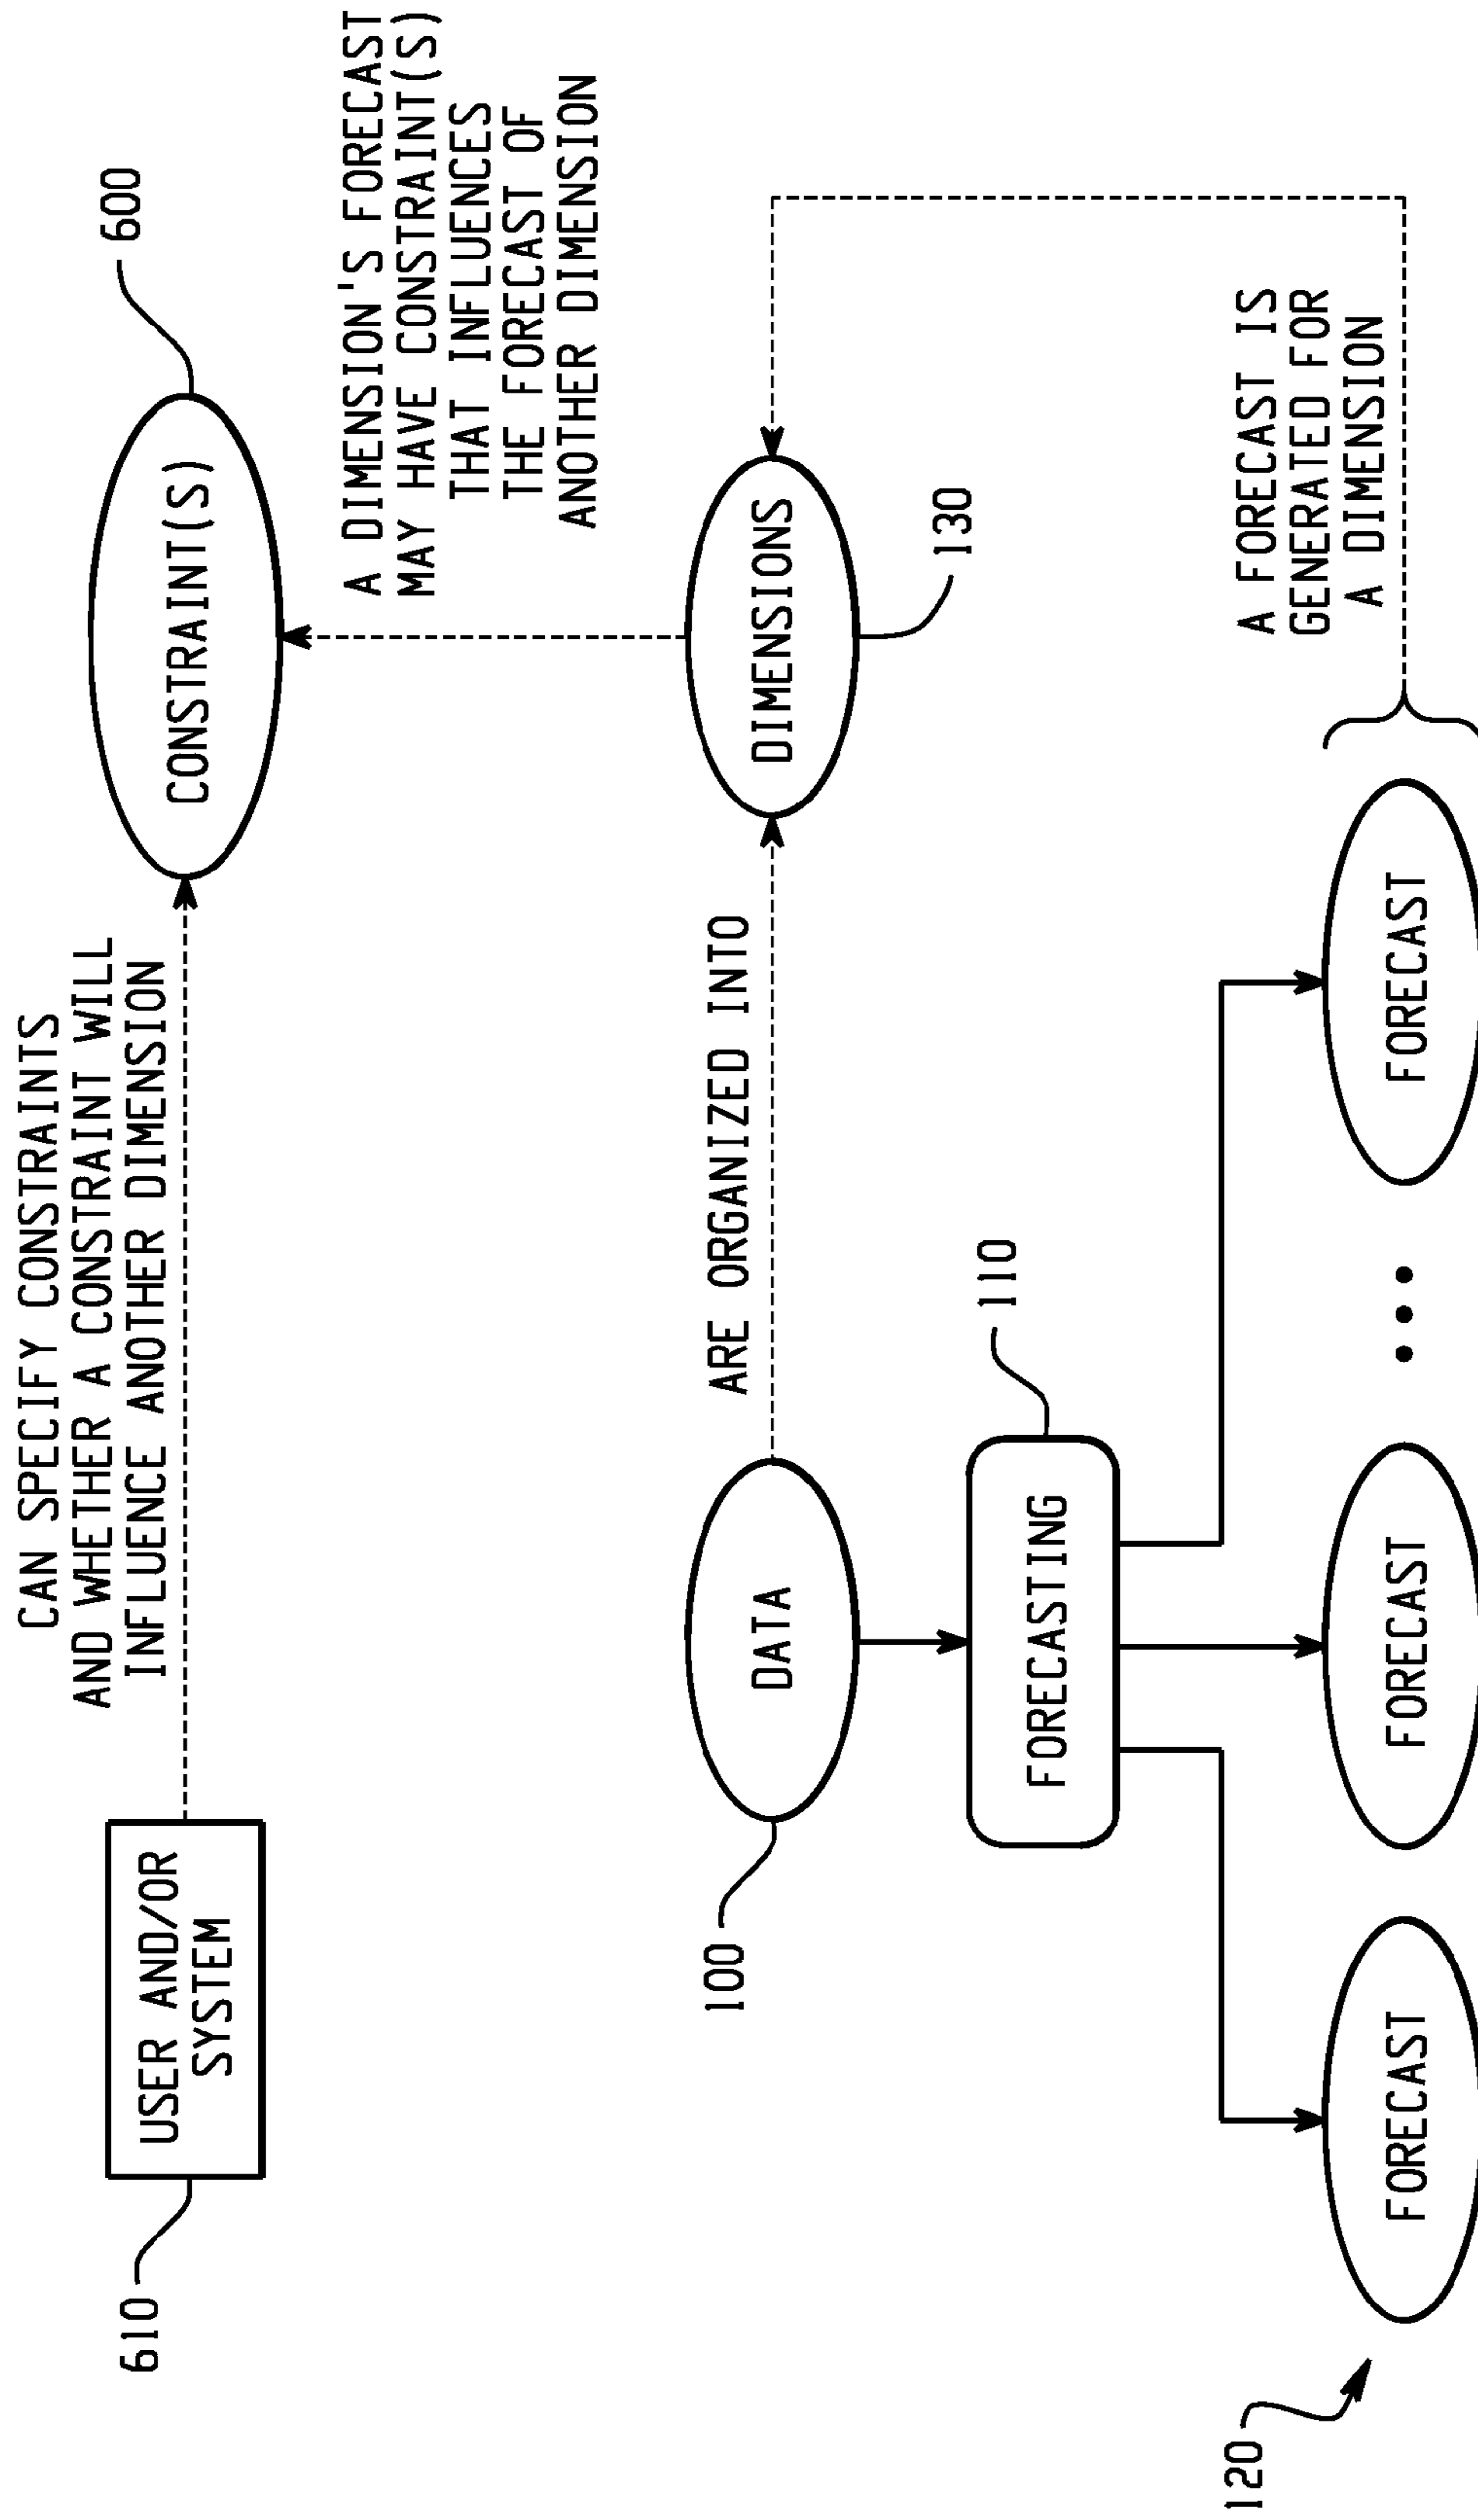 CAN SPECIFY CONSTRAINTS
AND WHETHER A CONSTRAINT WILL
INFLUENCE ANOTHER DIMENSION
610
USER AND/OR
SYSTEM
CONSTRAINT(S)
600
A DIMENSION'S FORECAST
MAY HAVE CONSTRAINT(S)
THAT INFLUENCES
THE FORECAST OF
ANOTHER DIMENSION
100
DATA
ARE ORGANIZED INTO
DIMENSIONS
130
FORECASTING
110
A FORECAST IS
GENERATED FOR
A DIMENSION
120
FORECAST
FORECAST
• • •
FORECAST